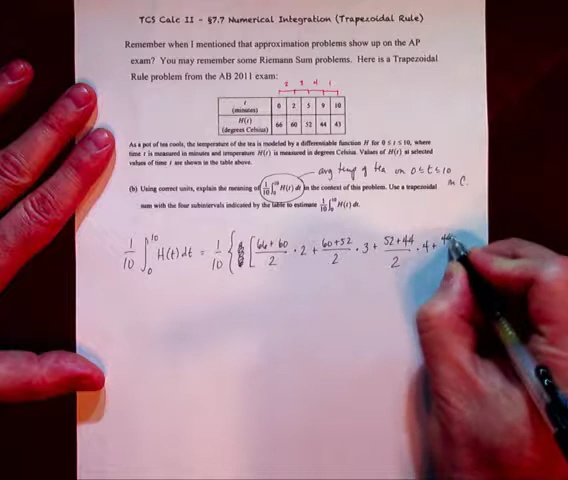 TCS Calc II - §7.7 Numerical Integration (Trapezoidal Rule)
Remember when I mentioned that approximation problems show up on the AP
exam? You may remember some Riemann Sum problems. Here is a Trapezoidal
Rule problem from the AB 2011 exam:
2 3 4 1
t (minutes) 0 2 5 9 10
H(t) (degrees Celsius) 66 60 52 44 43
As a pot of tea cools, the temperature of the tea is modeled by a differentiable function H for 0 ≤ t ≤ 10, where
time t is measured in minutes and temperature H(t) is measured in degrees Celsius. Values of H(t) at selected
values of time t are shown in the table above.
avg temp of tea on 0≤t≤10
in °C.
(b) Using correct units, explain the meaning of 1/10 ∫₀¹⁰ H(t) dt in the context of this problem. Use a trapezoidal
sum with the four subintervals indicated by the table to estimate 1/10 ∫₀¹⁰ H(t) dt.
1/10 ∫₀¹⁰ H(t) dt = 1/10 { [ (66+60)/2 · 2 + (60+52)/2 · 3 + (52+44)/2 · 4 +